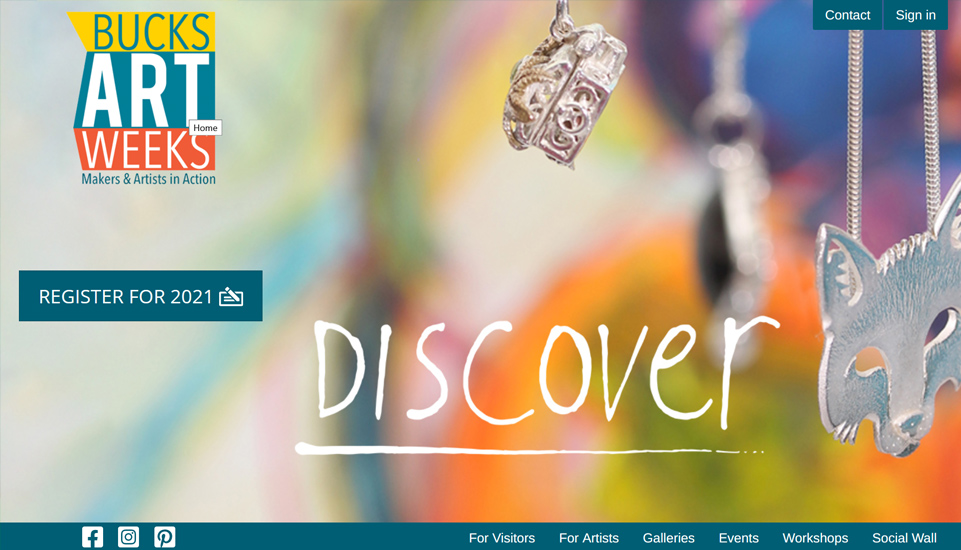 Contact
Sign in
BUCKS
ART
WEEKS
Home
Makers & Artists in Action
REGISTER FOR 2021
DISCOVER
For Visitors
For Artists
Galleries
Events
Workshops
Social Wall